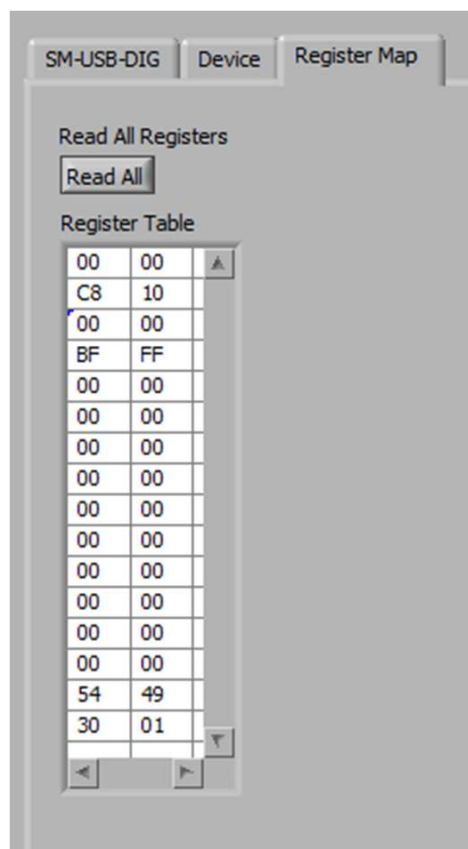 SM-USB-DIG Device Register Map
Read All Registers
Read All
Register Table
00 00
C8 10
00 00
BF FF
00 00
00 00
00 00
00 00
00 00
00 00
00 00
00 00
00 00
00 00
54 49
30 01